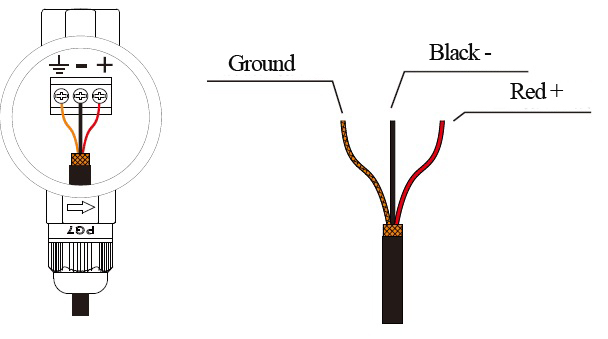 - +
PG7
Ground
Black -
Red +